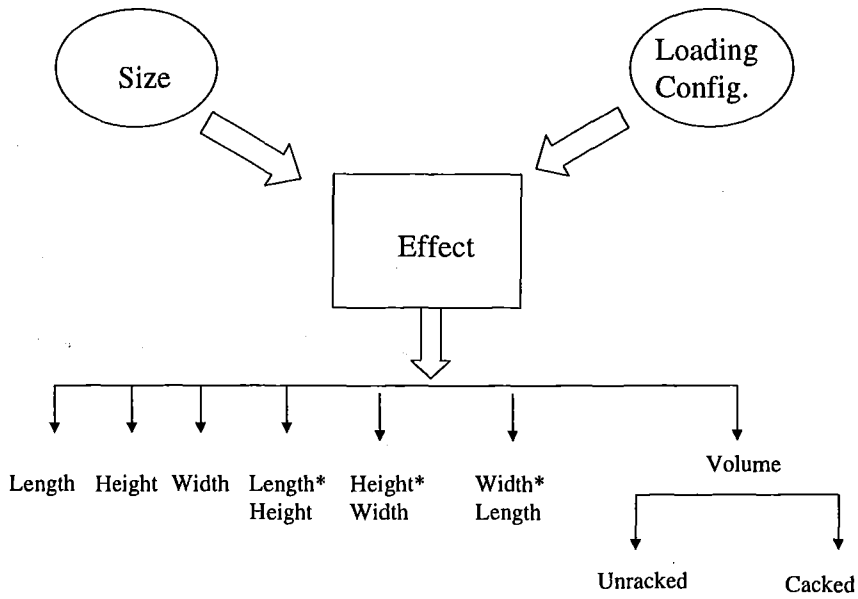 Size
Loading
Config.
Effect
Length
Height
Width
Length*
Height
Height*
Width
Width*
Length
Volume
Unracked
Cacked